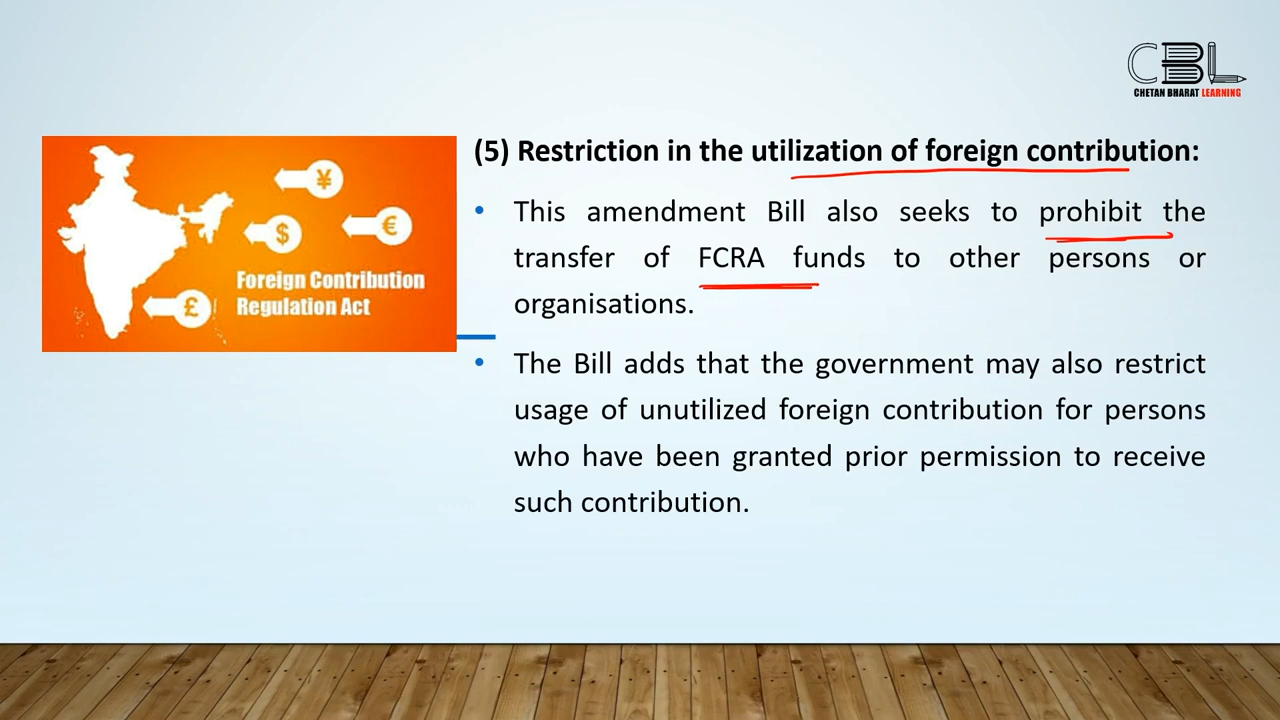 CBL
CHETAN BHARAT LEARNING
(5) Restriction in the utilization of foreign contribution:
• This amendment Bill also seeks to prohibit the
transfer of FCRA funds to other persons or
organisations.
• The Bill adds that the government may also restrict
usage of unutilized foreign contribution for persons
who have been granted prior permission to receive
such contribution.
¥
$
€
Foreign Contribution
Regulation Act
£